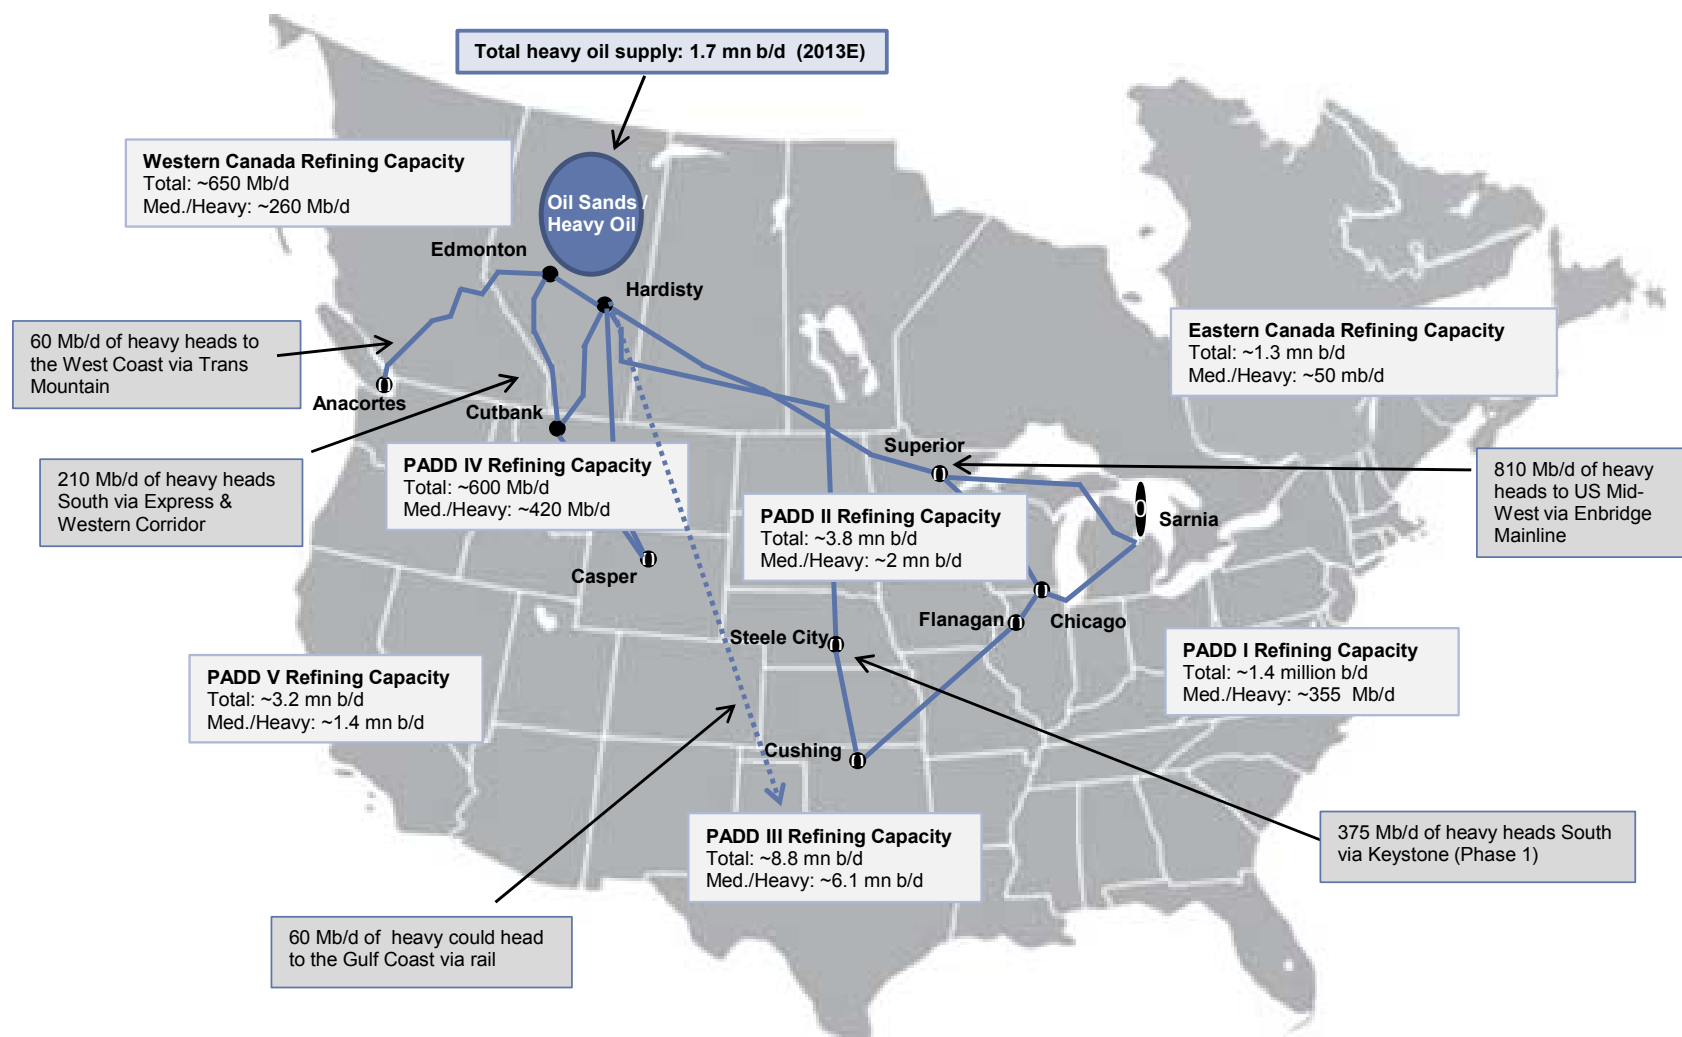 Total heavy oil supply: 1.7 mn b/d (2013E)
Western Canada Refining Capacity
Total: ~650 Mb/d
Med./Heavy: ~260 Mb/d
Oil Sands /
Heavy Oil
Edmonton
Hardisty
60 Mb/d of heavy heads to
the West Coast via Trans
Mountain
Eastern Canada Refining Capacity
Total: ~1.3 mn b/d
Med./Heavy: ~50 mb/d
Anacortes
Cutbank
210 Mb/d of heavy heads
South via Express &
Western Corridor
PADD IV Refining Capacity
Total: ~600 Mb/d
Med./Heavy: ~420 Mb/d
Superior
810 Mb/d of heavy
heads to US Mid-
West via Enbridge
Mainline
PADD II Refining Capacity
Total: ~3.8 mn b/d
Med./Heavy: ~2 mn b/d
Sarnia
Casper
Flanagan
Chicago
Steele City
PADD V Refining Capacity
Total: ~3.2 mn b/d
Med./Heavy: ~1.4 mn b/d
PADD I Refining Capacity
Total: ~1.4 million b/d
Med./Heavy: ~355 Mb/d
Cushing
PADD III Refining Capacity
Total: ~8.8 mn b/d
Med./Heavy: ~6.1 mn b/d
375 Mb/d of heavy heads South
via Keystone (Phase 1)
60 Mb/d of heavy could head
to the Gulf Coast via rail